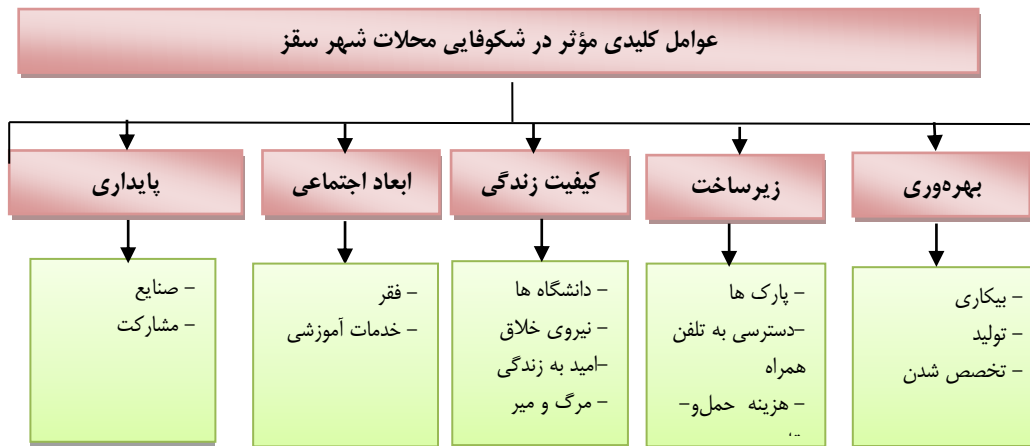 عوامل کلیدی مؤثر در شکوفایی محلات شهر سقز
بهره‌وری
زیرساخت
کیفیت زندگی
ابعاد اجتماعی
پایداری
– بیکاری
– تولید
– تخصص شدن
– پارک ها
–دسترسی به تلفن
همراه
– هزینه حمل‌و–
– دانشگاه ها
– نیروی خلاق
–امید به زندگی
– مرگ و میر
– فقر
– خدمات آموزشی
– صنایع
– مشارکت